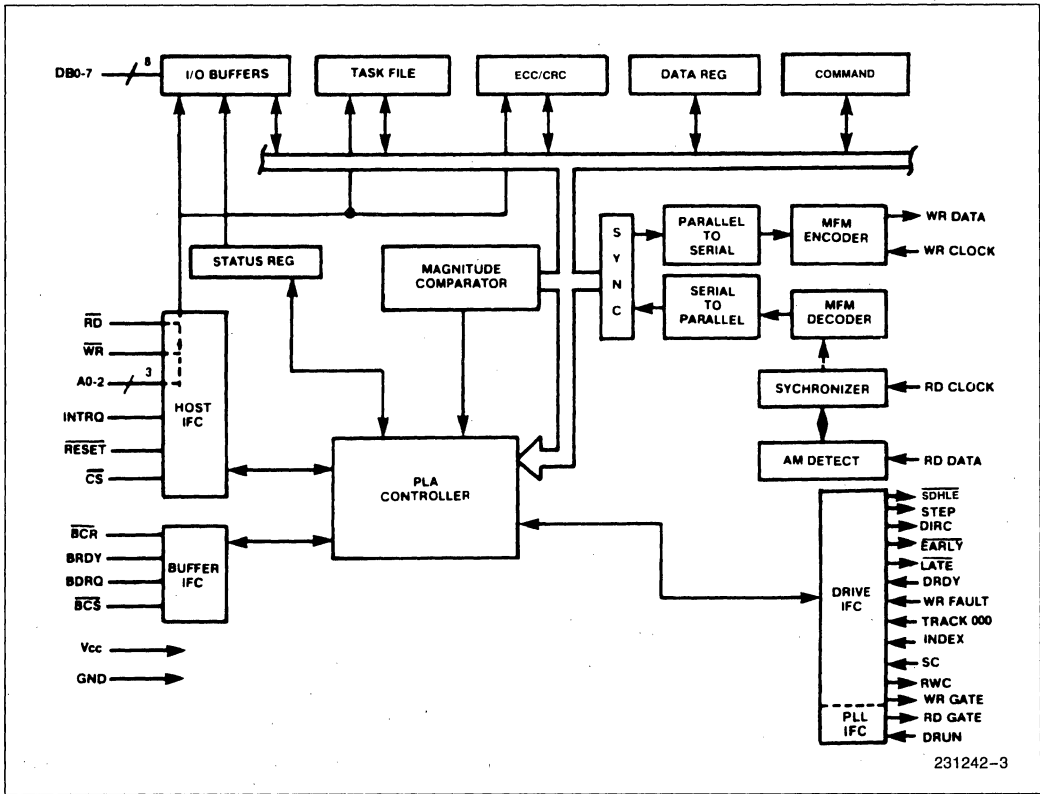 DB0-7
8
I/O BUFFERS
TASK FILE
ECC/CRC
DATA REG
COMMAND
STATUS REG
MAGNITUDE
COMPARATOR
S
Y
N
C
PARALLEL
TO
SERIAL
MFM
ENCODER
WR DATA
WR CLOCK
SERIAL
TO
PARALLEL
MFM
DECODER
SYCHRONIZER
RD CLOCK
AM DETECT
RD DATA
RD
WR
A0-2
3
INTRQ
RESET
CS
HOST
IFC
PLA
CONTROLLER
BCR
BRDY
BDRQ
BCS
BUFFER
IFC
Vcc
GND
DRIVE
IFC
PLL
IFC
SDHLE
STEP
DIRC
EARLY
LATE
DRDY
WR FAULT
TRACK 000
INDEX
SC
RWC
WR GATE
RD GATE
DRUN
231242-3